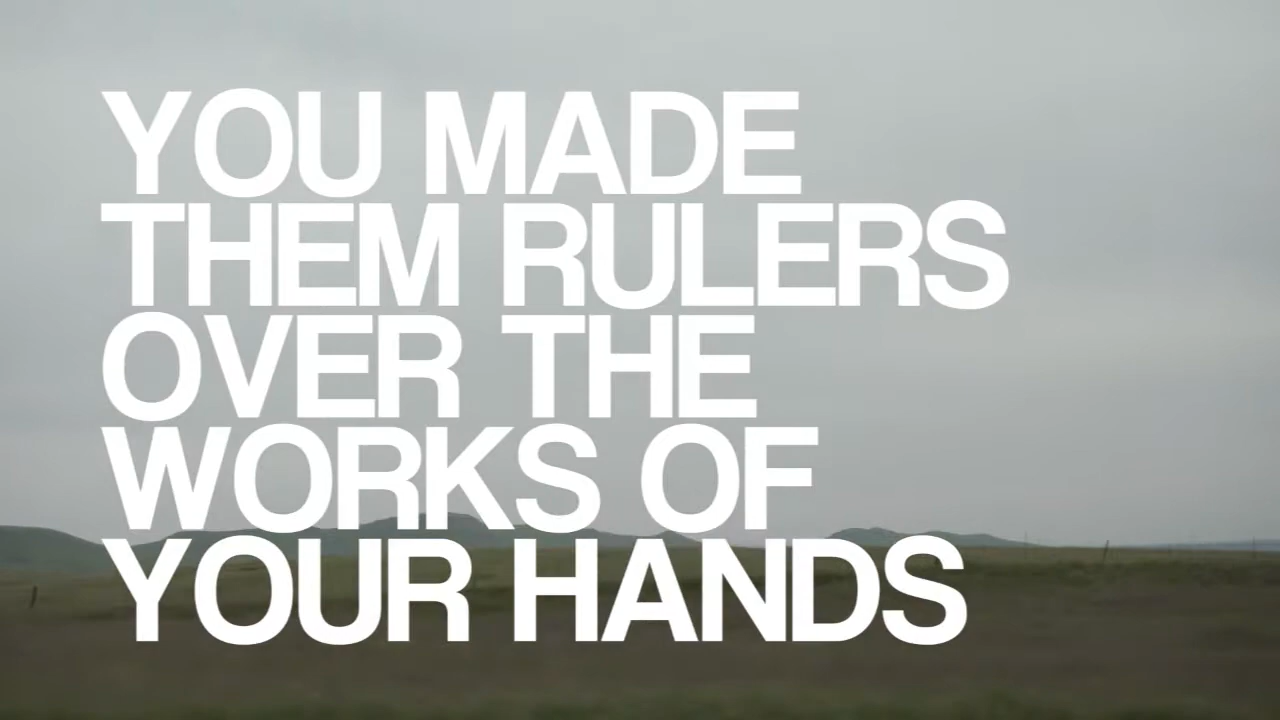 YOU MADE
THEM RULERS
OVER THE
WORKS OF
YOUR HANDS